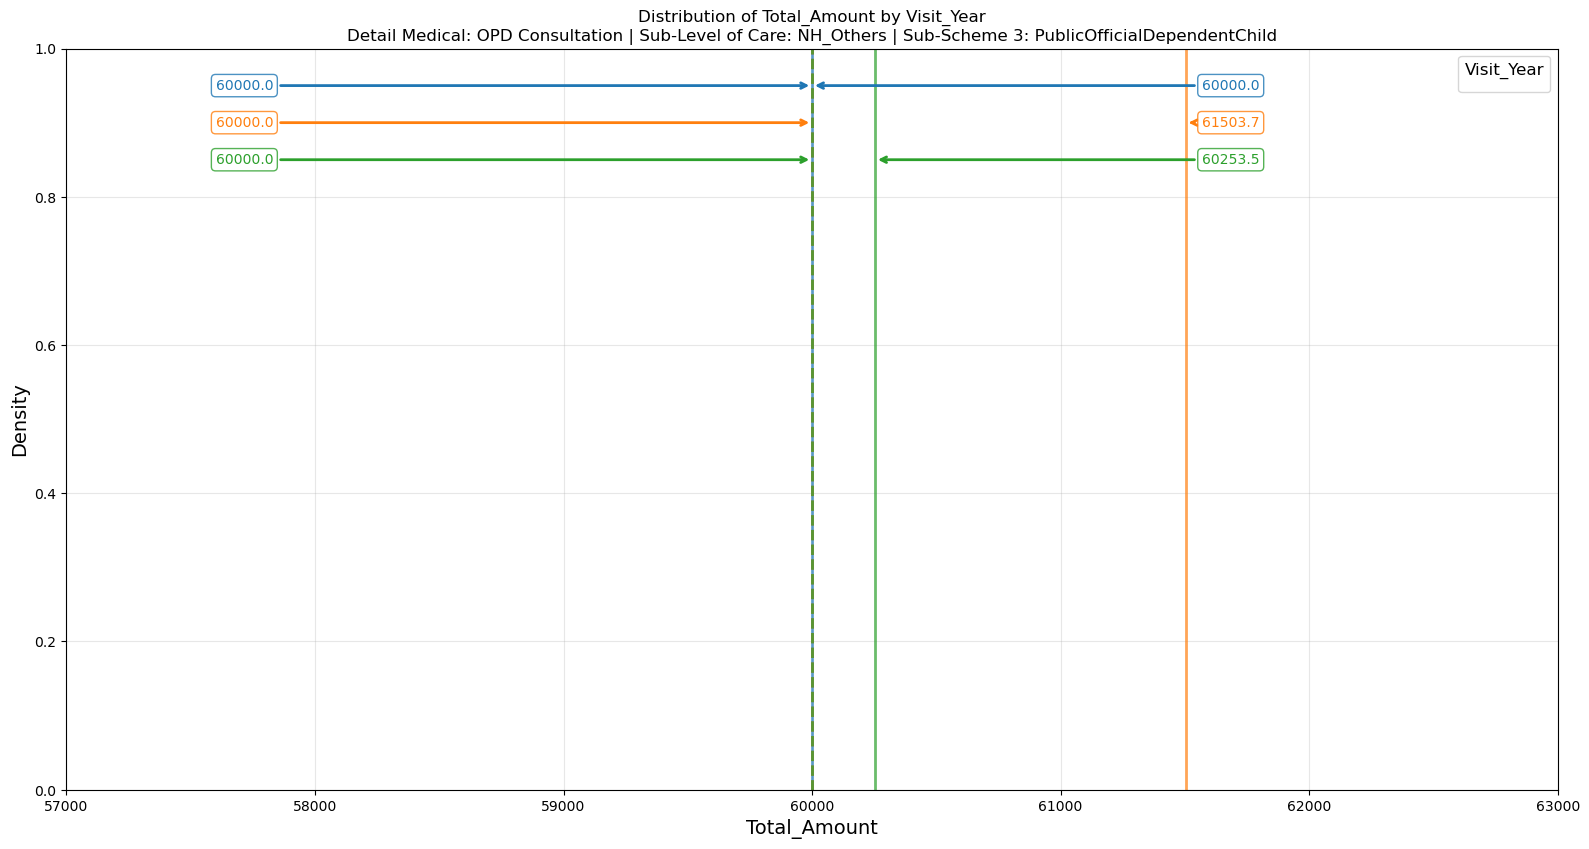 Distribution of Total_Amount by Visit_Year
Detail Medical: OPD Consultation | Sub-Level of Care: NH_Others | Sub-Scheme 3: PublicOfficialDependentChild
Visit_Year
60000.0 60000.0
60000.0 61503.7
60000.0 60253.5
1.0
0.8
0.6
0.4
0.2
0.0
Density
57000 58000 59000 60000 61000 62000 63000
Total_Amount